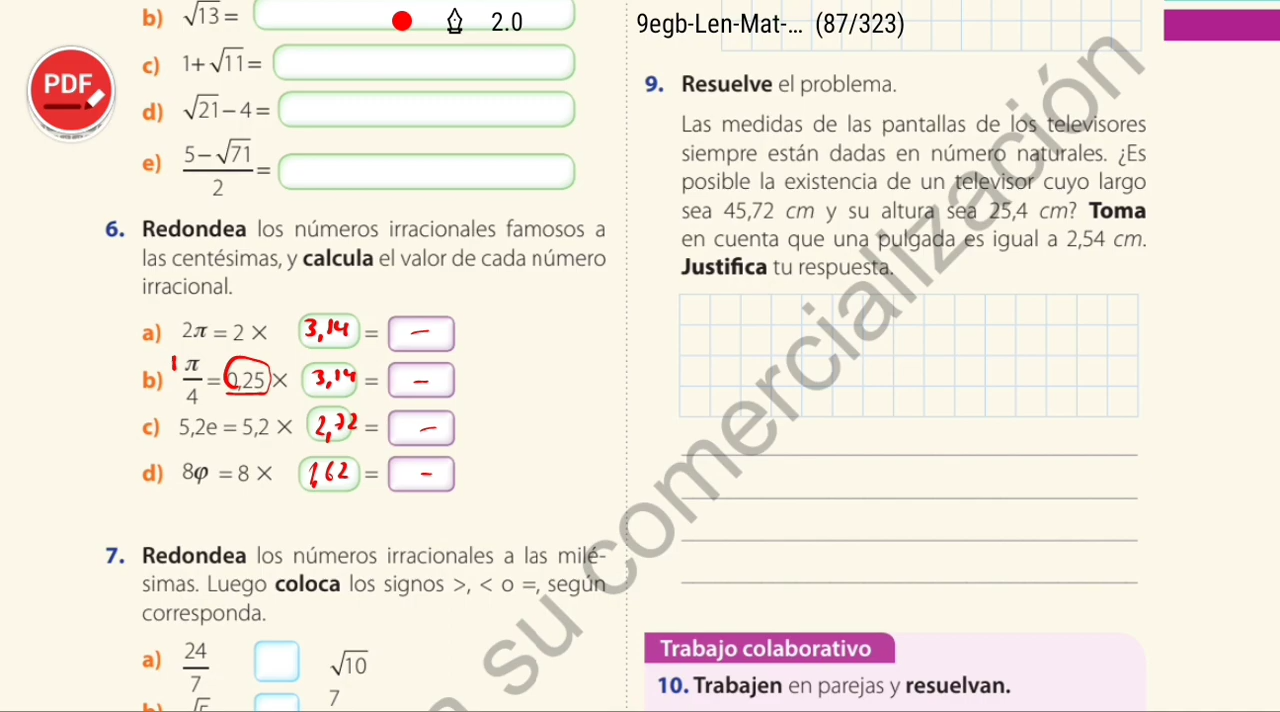 b) √13 =
2.0
9egb-Len-Mat-... (87/323)
PDF
c) 1+√11 =
d) √21 – 4 =
e) 5 – √71 / 2 =
6. Redondea los números irracionales famosos a
las centésimas, y calcula el valor de cada número
irracional.
a) 2π = 2 × 3,14 = –
b) 1 π/4 = 0,25 × 3,14 = –
c) 5,2e = 5,2 × 2,72 = –
d) 8φ = 8 × 1,62 = -
7. Redondea los números irracionales a las milé-
simas. Luego coloca los signos >, < o =, según
corresponda.
a) 24/7 √10
7
9. Resuelve el problema.
Las medidas de las pantallas de los televisores
siempre están dadas en número naturales. ¿Es
posible la existencia de un televisor cuyo largo
sea 45,72 cm y su altura sea 25,4 cm? Toma
en cuenta que una pulgada es igual a 2,54 cm.
Justifica tu respuesta.
Trabajo colaborativo
10. Trabajen en parejas y resuelvan.
su comercialización